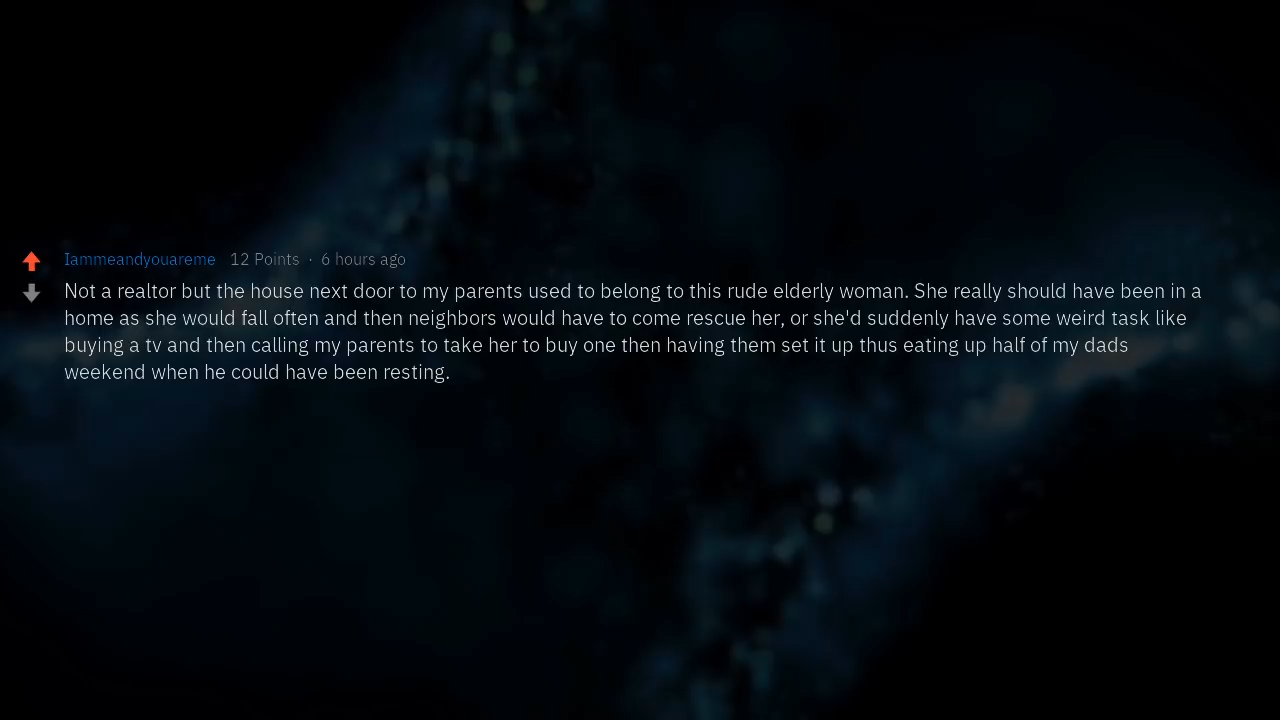 Iammeandyouareme 12 Points · 6 hours ago
Not a realtor but the house next door to my parents used to belong to this rude elderly woman. She really should have been in a
home as she would fall often and then neighbors would have to come rescue her, or she'd suddenly have some weird task like
buying a tv and then calling my parents to take her to buy one then having them set it up thus eating up half of my dads
weekend when he could have been resting.